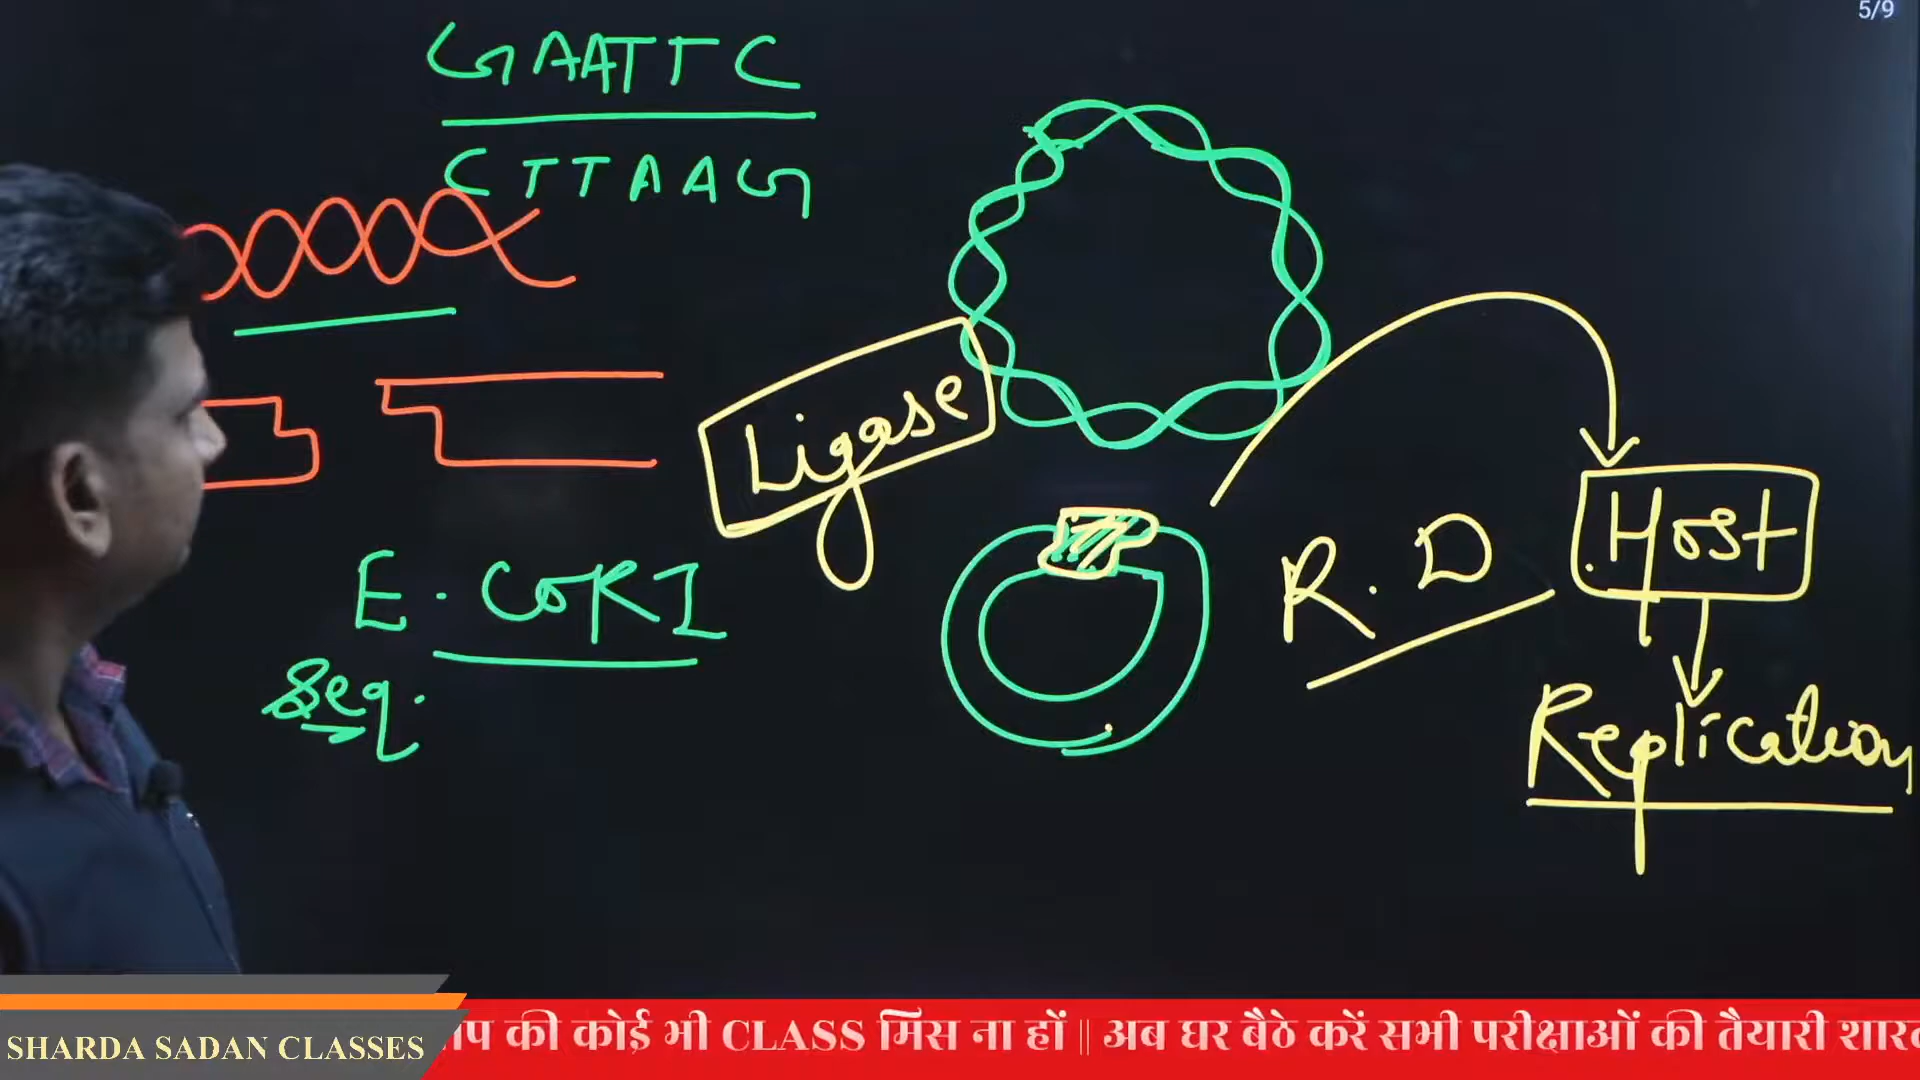 5/9
GAATTC
CTTAAG
Ligase
Host
R.D
E.CoRI
Seq.
Replication
SHARDA SADAN CLASSES
की कोई भी CLASS मिस ना हों || अब घर बैठे करें सभी परीक्षाओं की तैयारी